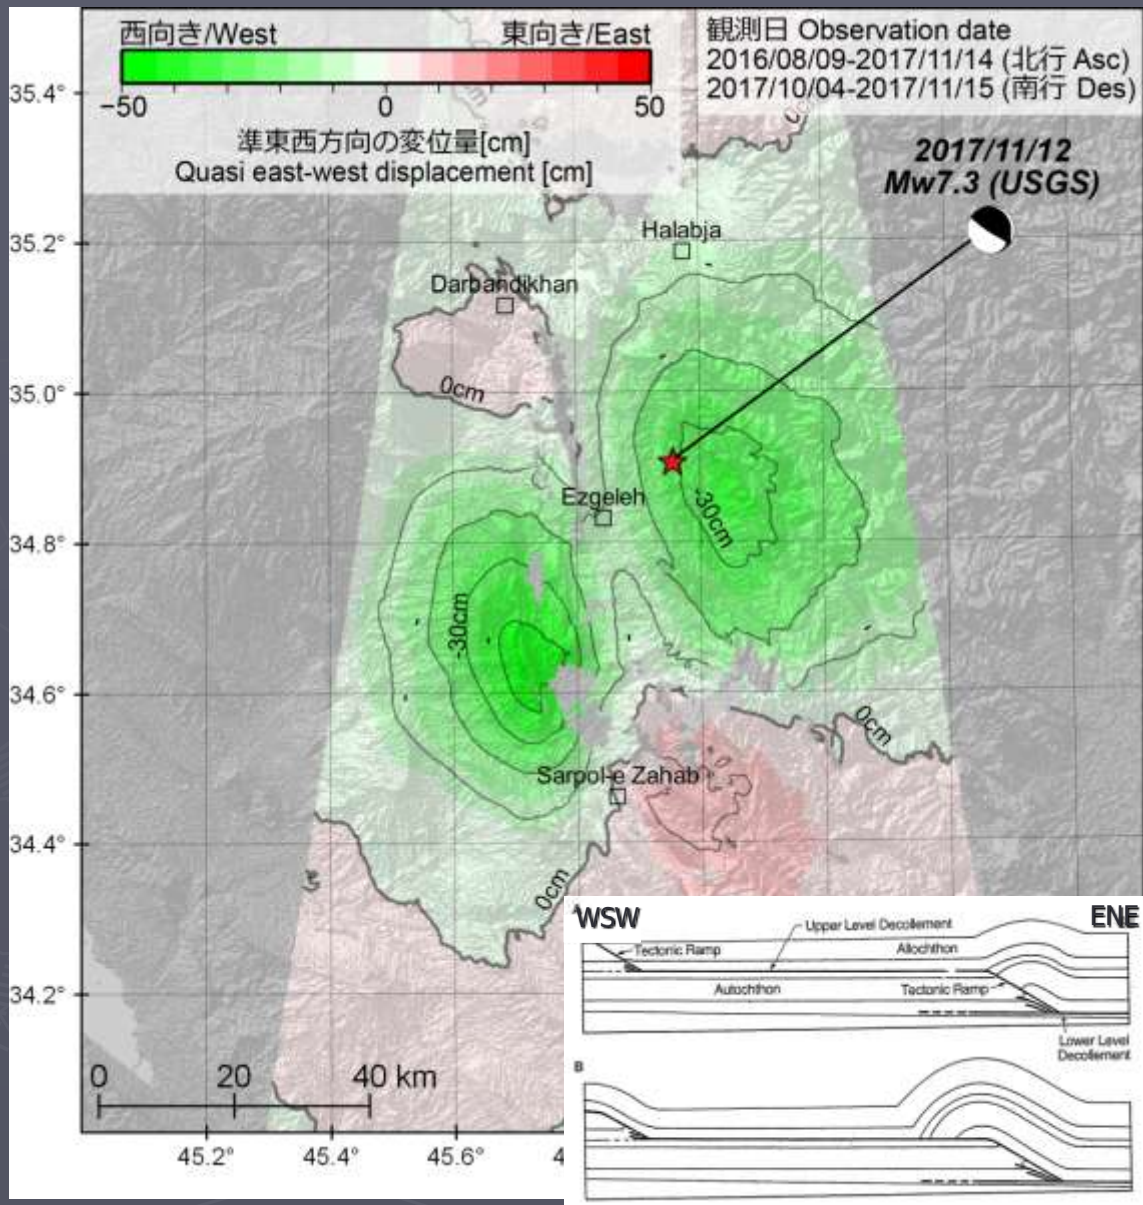 西向き/West 東向き/East
−50 0 50
準東西方向の変位量[cm]
Quasi east-west displacement [cm]
観測日 Observation date
2016/08/09-2017/11/14 (北行 Asc)
2017/10/04-2017/11/15 (南行 Des)
2017/11/12
Mw7.3 (USGS)
35.4°
35.2°
35.0°
34.8°
34.6°
34.4°
34.2°
Halabja
Darbandikhan
0cm
Ezgeleh
-30cm
-30cm
0cm
Sarpol-e Zahab
0cm
0 20 40 km
45.2° 45.4° 45.6°
WSW ENE
Upper Level Decollement
Tectonic Ramp
Allochthon
Autochthon
Tectonic Ramp
Lower Level
Decollement
B